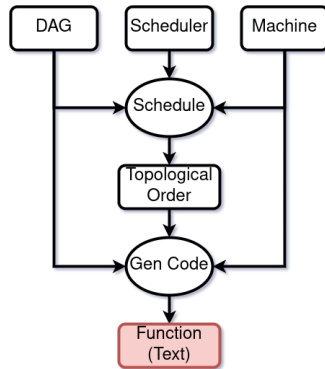 DAG
Scheduler
Machine
Schedule
Topological
Order
Gen Code
Function
(Text)